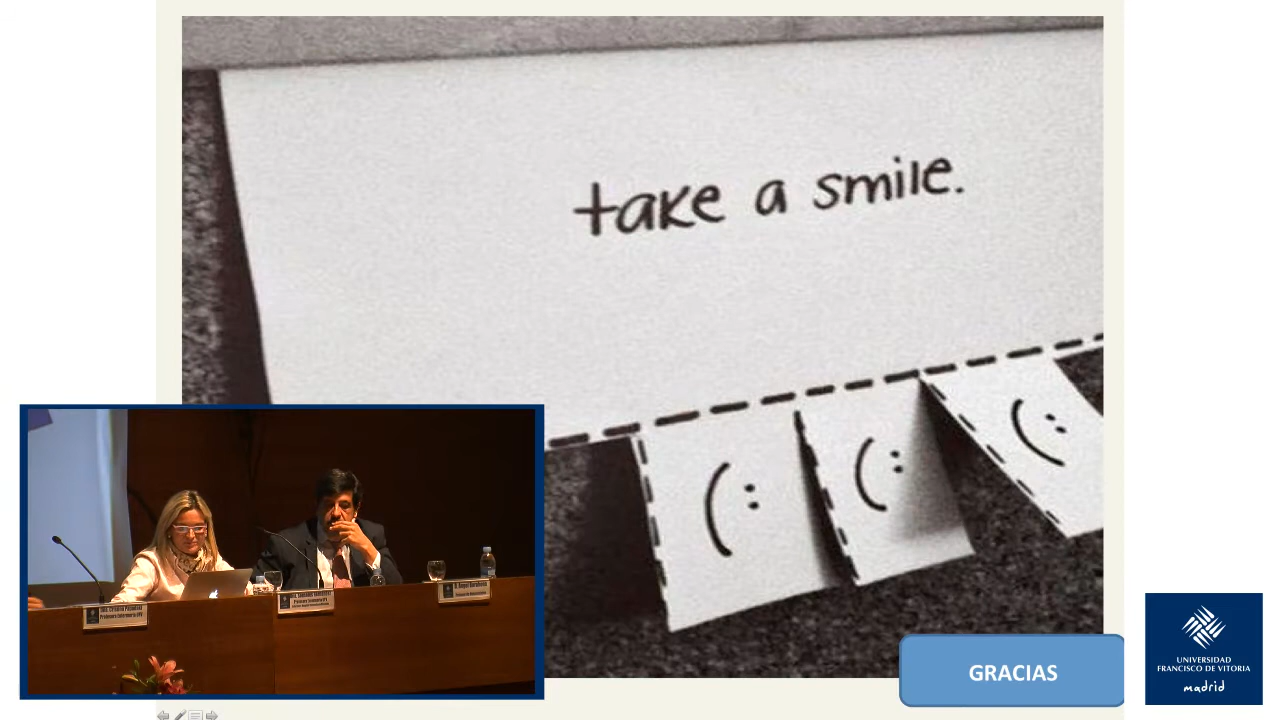 take a smile.
(:
(:
(:
GRACIAS
UNIVERSIDAD
FRANCISCO DE VITORIA
madrid